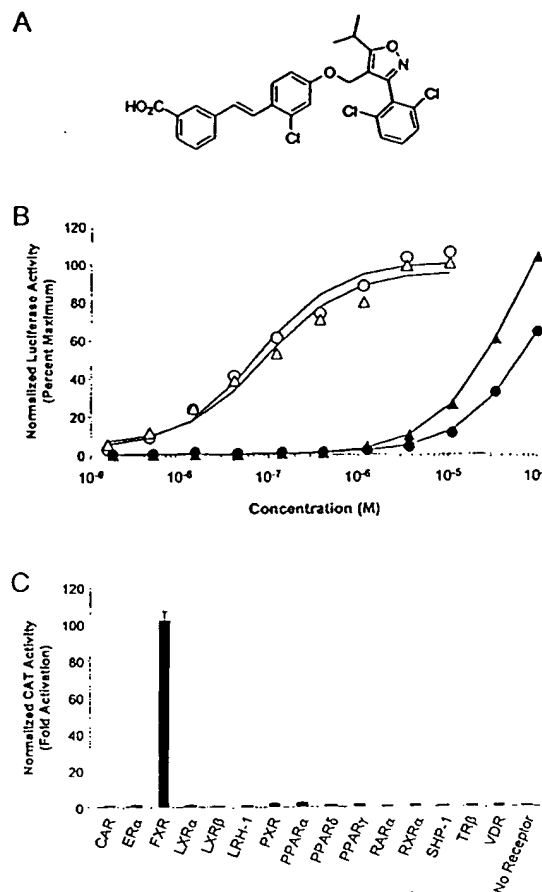 A
O
N
O
Cl
Cl
HO₂C
Cl
B
Normalized Luciferase Activity
(Percent Maximum)
120
100
80
60
40
20
0
10⁻⁹
10⁻⁸
10⁻⁷
10⁻⁶
10⁻⁵
10⁻
Concentration (M)
C
Normalized CAT Activity
(Fold Activation)
120
100
80
60
40
20
0
CAR
ERα
FXR
LXRα
LXRβ
LRH-1
PXR
PPARα
PPARδ
PPARγ
RARα
RXRα
SHP-1
TRβ
VDR
No Receptor